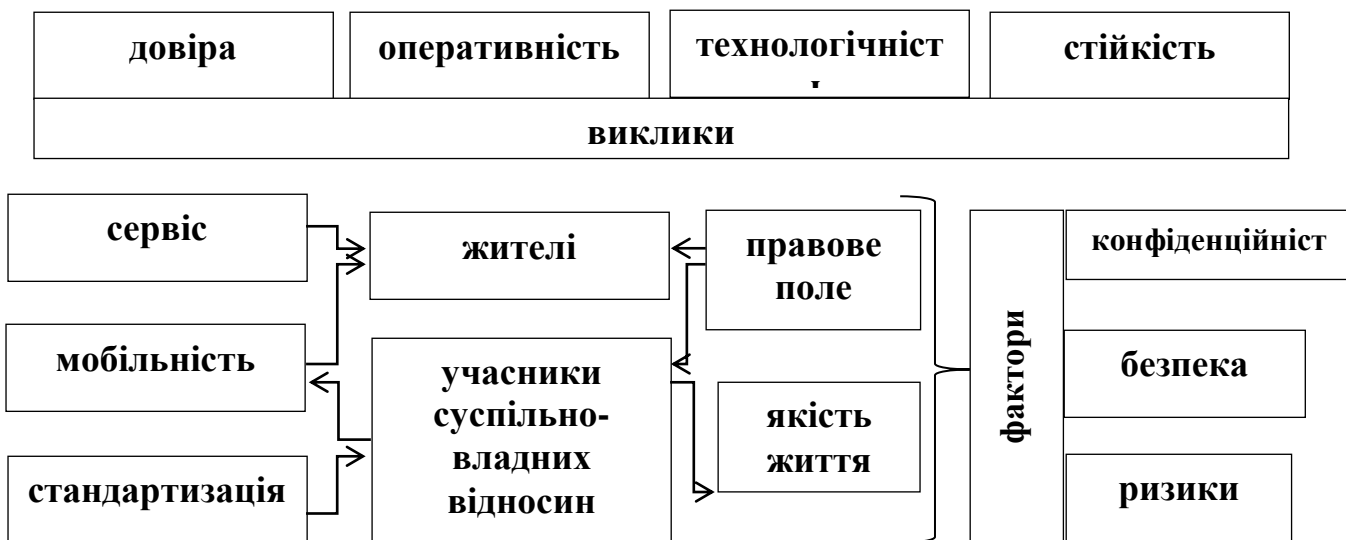 довіра
оперативність
технологічніст
стійкість
виклики
сервіс
жителі
правове
поле
конфіденційніст
мобільність
учасники
суспільно-
владних
відносин
якість
життя
фактори
безпека
стандартизація
ризики